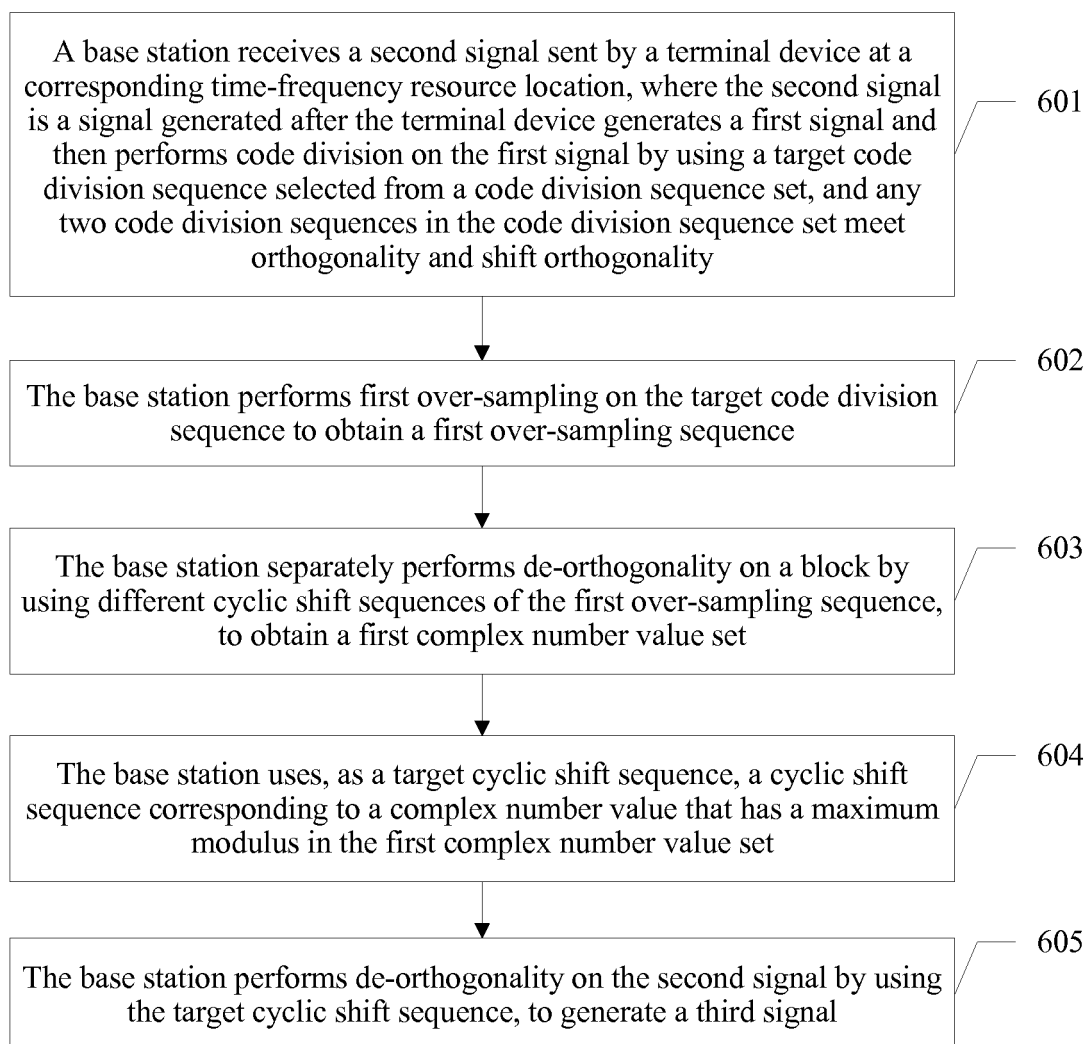 A base station receives a second signal sent by a terminal device at a
corresponding time-frequency resource location, where the second signal
is a signal generated after the terminal device generates a first signal and
then performs code division on the first signal by using a target code
division sequence selected from a code division sequence set, and any
two code division sequences in the code division sequence set meet
orthogonality and shift orthogonality
601
The base station performs first over-sampling on the target code division
sequence to obtain a first over-sampling sequence
602
The base station separately performs de-orthogonality on a block by
using different cyclic shift sequences of the first over-sampling sequence,
to obtain a first complex number value set
603
The base station uses, as a target cyclic shift sequence, a cyclic shift
sequence corresponding to a complex number value that has a maximum
modulus in the first complex number value set
604
The base station performs de-orthogonality on the second signal by using
the target cyclic shift sequence, to generate a third signal
605